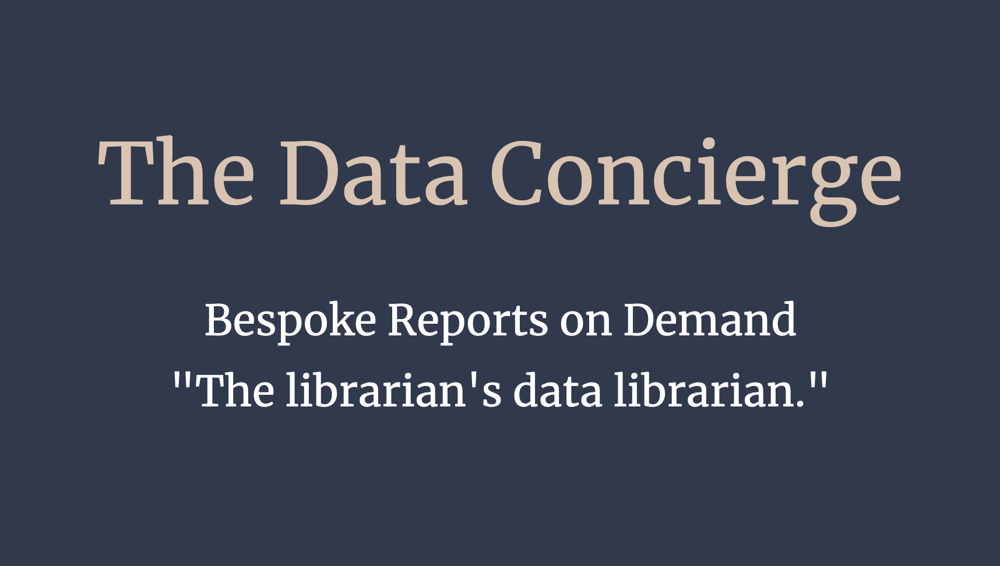 The Data Concierge
Bespoke Reports on Demand
"The librarian's data librarian."